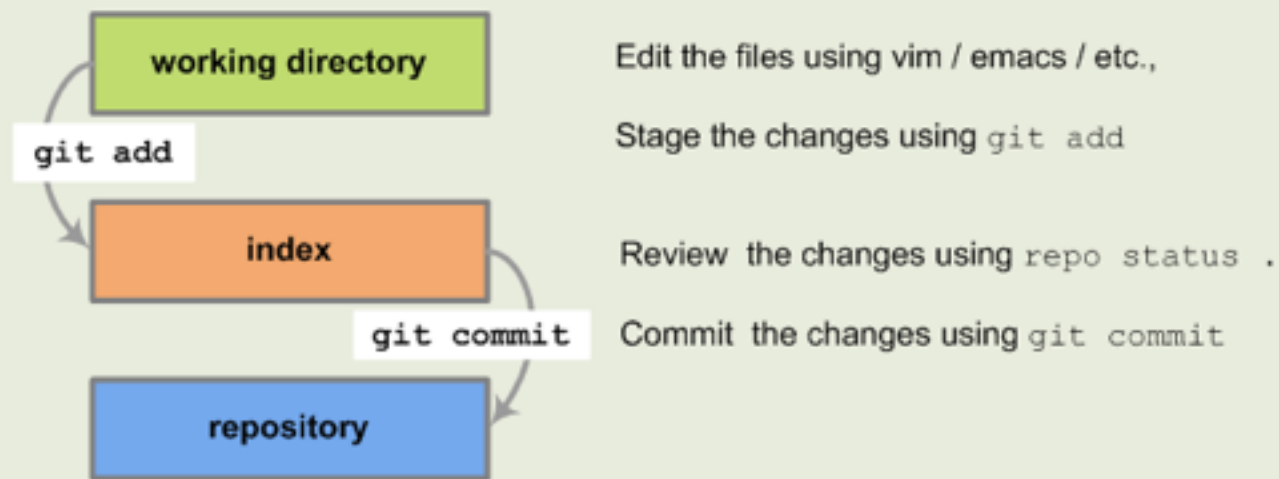 working directory
Edit the files using vim / emacs / etc.,
git add
Stage the changes using git add
index
Review the changes using repo status .
git commit
Commit the changes using git commit
repository